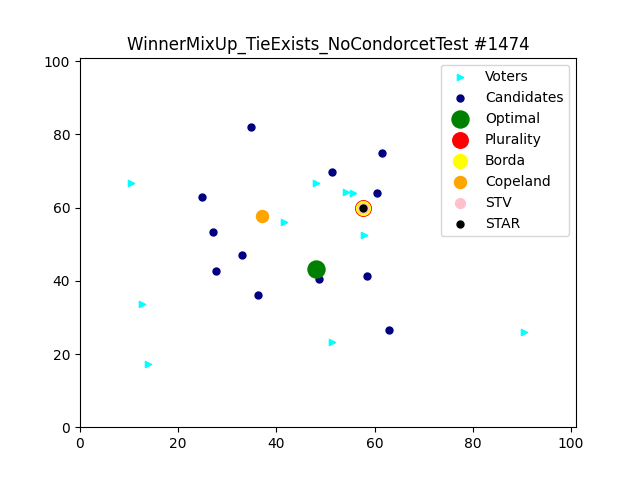 WinnerMixUp_TieExists_NoCondorcetTest #1474
100
80
60
40
20
0
0 20 40 60 80 100
Voters
Candidates
Optimal
Plurality
Borda
Copeland
STV
STAR